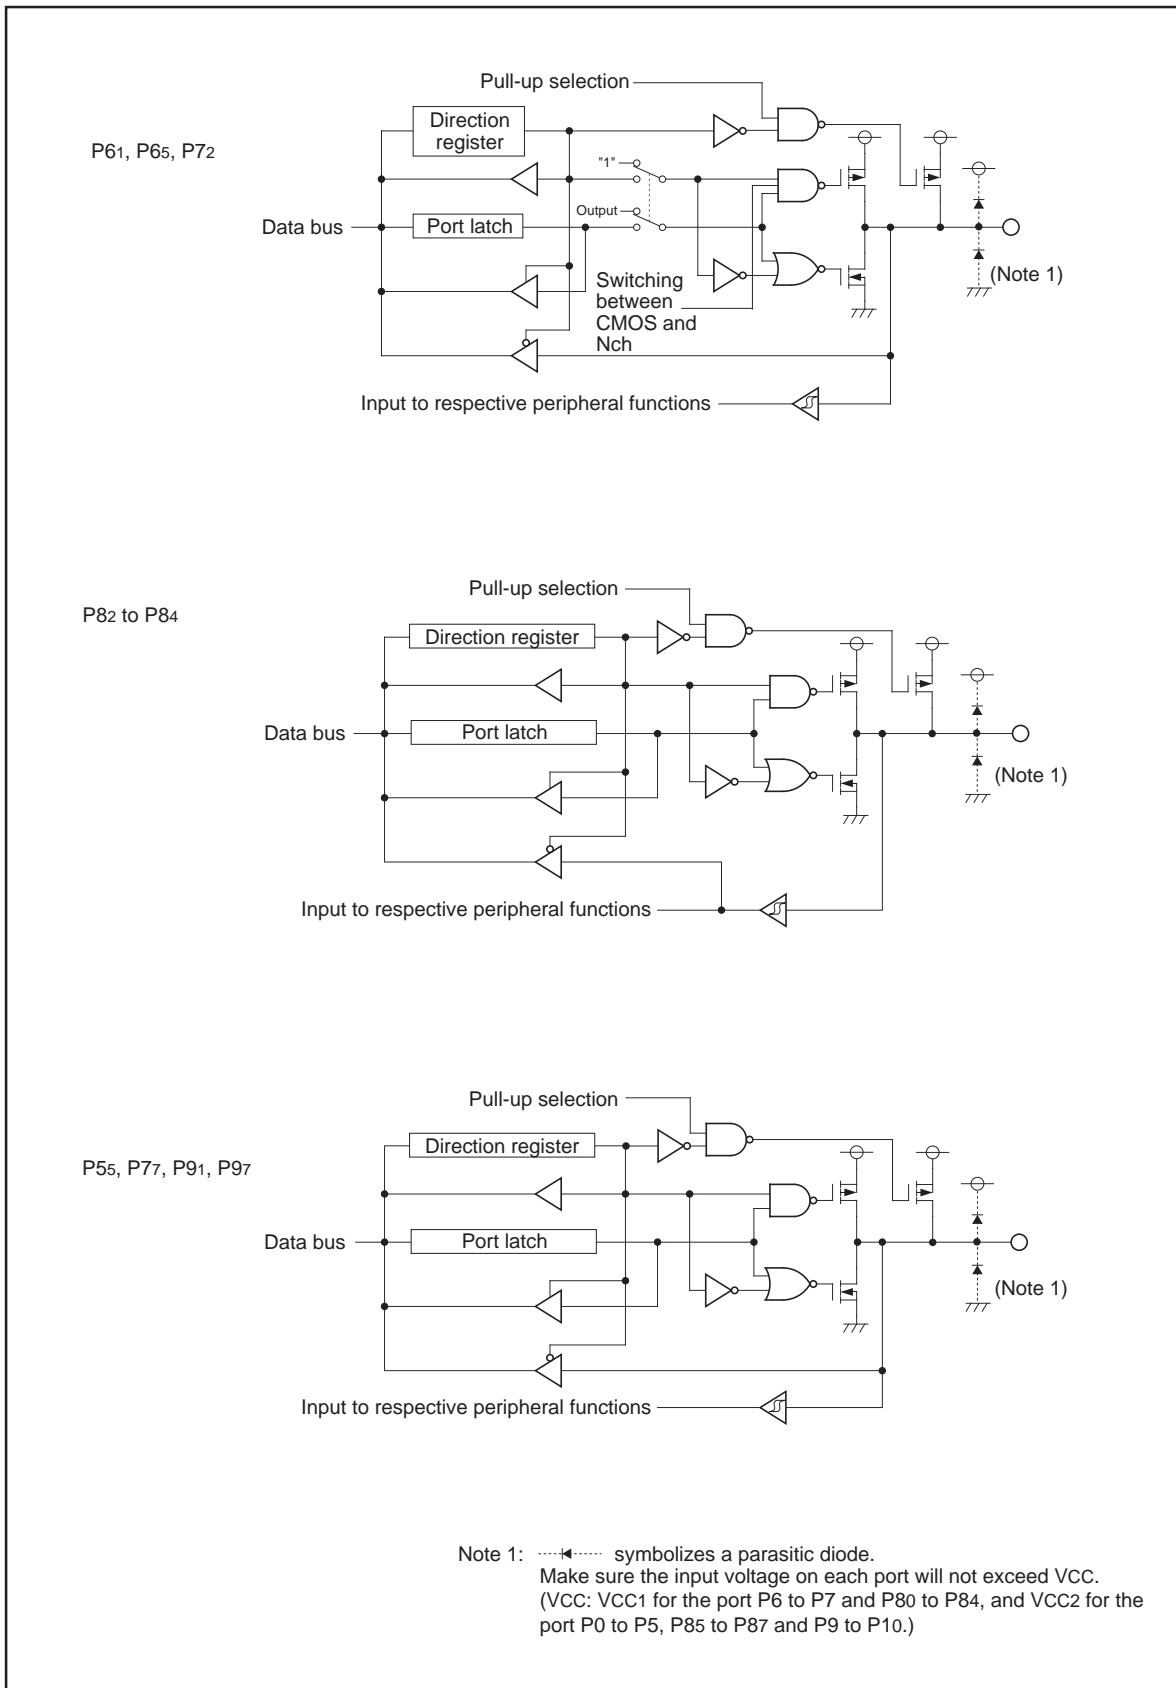 Pull-up selection
Direction
register
P61, P65, P72
"1"
Output
Data bus
Port latch
(Note 1)
Switching
between
CMOS and
Nch
Input to respective peripheral functions
Pull-up selection
P82 to P84
Direction register
Data bus
Port latch
(Note 1)
Input to respective peripheral functions
Pull-up selection
P55, P77, P91, P97
Direction register
Data bus
Port latch
(Note 1)
Input to respective peripheral functions
Note 1: symbolizes a parasitic diode.
Make sure the input voltage on each port will not exceed VCC.
(VCC: VCC1 for the port P6 to P7 and P80 to P84, and VCC2 for the
port P0 to P5, P85 to P87 and P9 to P10.)